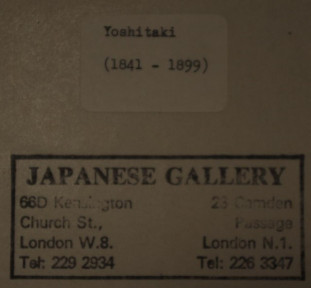 Yoshitaki
(1841 - 1899)
JAPANESE GALLERY
66D Kensington 23 Camden
Church St., Passage
London W.8. London N.1.
Tel: 229 2934 Tel: 226 3347